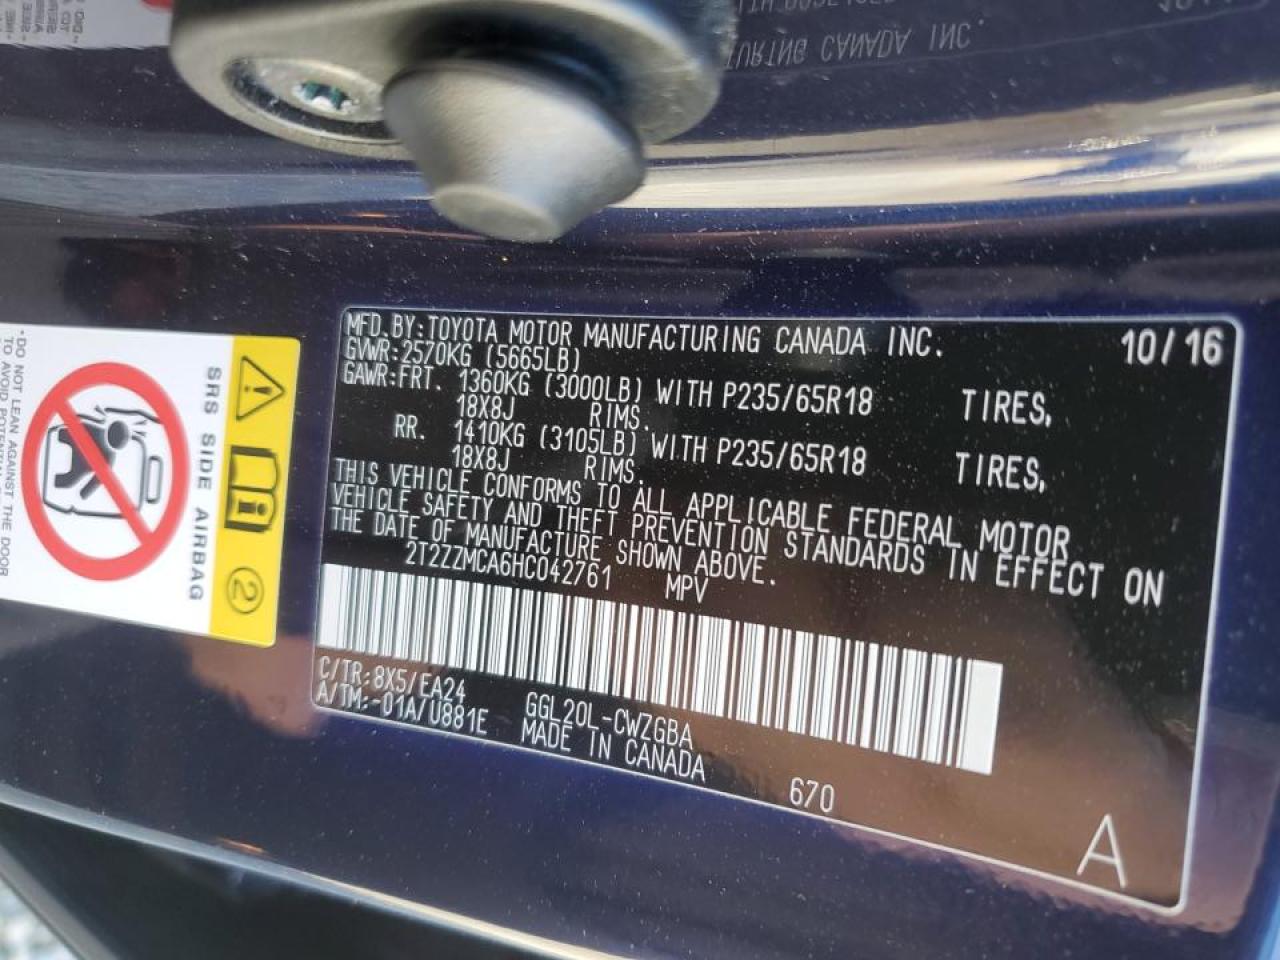 MFD.BY:TOYOTA MOTOR MANUFACTURING CANADA INC. 10/16
GVWR:2570KG (5665LB)
GAWR:FRT. 1360KG (3000LB) WITH P235/65R18 TIRES,
18X8J RIMS.
RR. 1410KG (3105LB) WITH P235/65R18 TIRES,
18X8J RIMS.
THIS VEHICLE CONFORMS TO ALL APPLICABLE FEDERAL MOTOR
VEHICLE SAFETY AND THEFT PREVENTION STANDARDS IN EFFECT ON
THE DATE OF MANUFACTURE SHOWN ABOVE.
2T2ZZMCA6HC042761 MPV
C/TR:8X5/EA24
A/TM:-01A/U881E
GGL20L-CWZGBA
MADE IN CANADA
670
A
SRS SIDE AIRBAG
2
*DO NOT LEAN AGAINST THE DOOR
TURING CANADA INC.